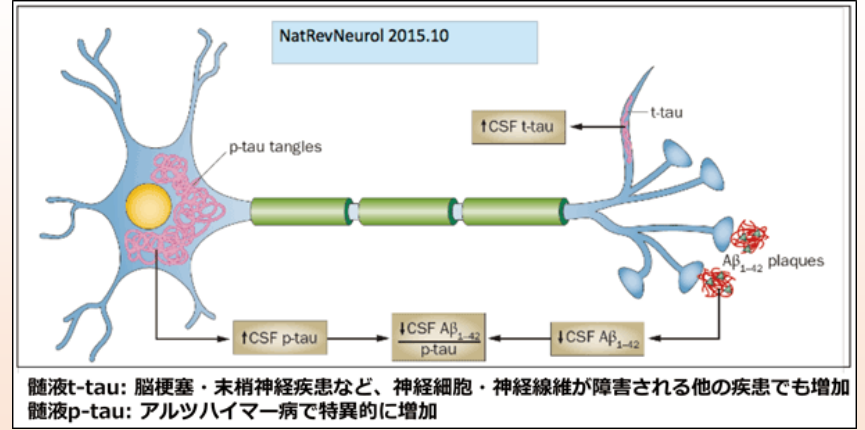 NatRevNeurol 2015.10
t-tau
↑CSF t-tau
p-tau tangles
Aβ₁₋₄₂ plaques
↑CSF p-tau
↓CSF Aβ₁₋₄₂
p-tau
↓CSF Aβ₁₋₄₂
髄液t-tau: 脳梗塞・末梢神経疾患など、神経細胞・神経線維が障害される他の疾患でも増加
髄液p-tau: アルツハイマー病で特異的に増加